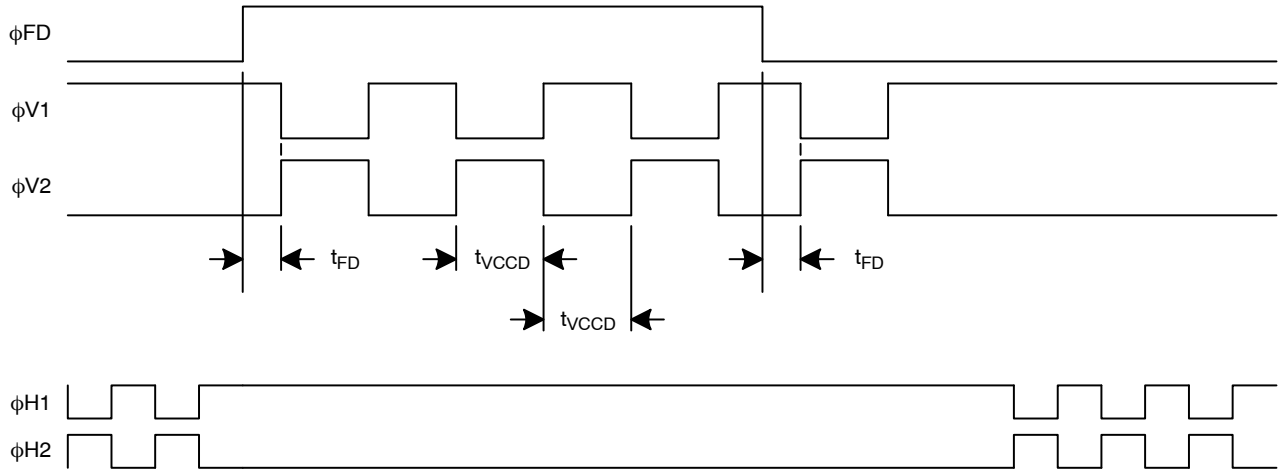 ϕFD
ϕV1
ϕV2
tFD tVCCD tFD
tVCCD
ϕH1
ϕH2